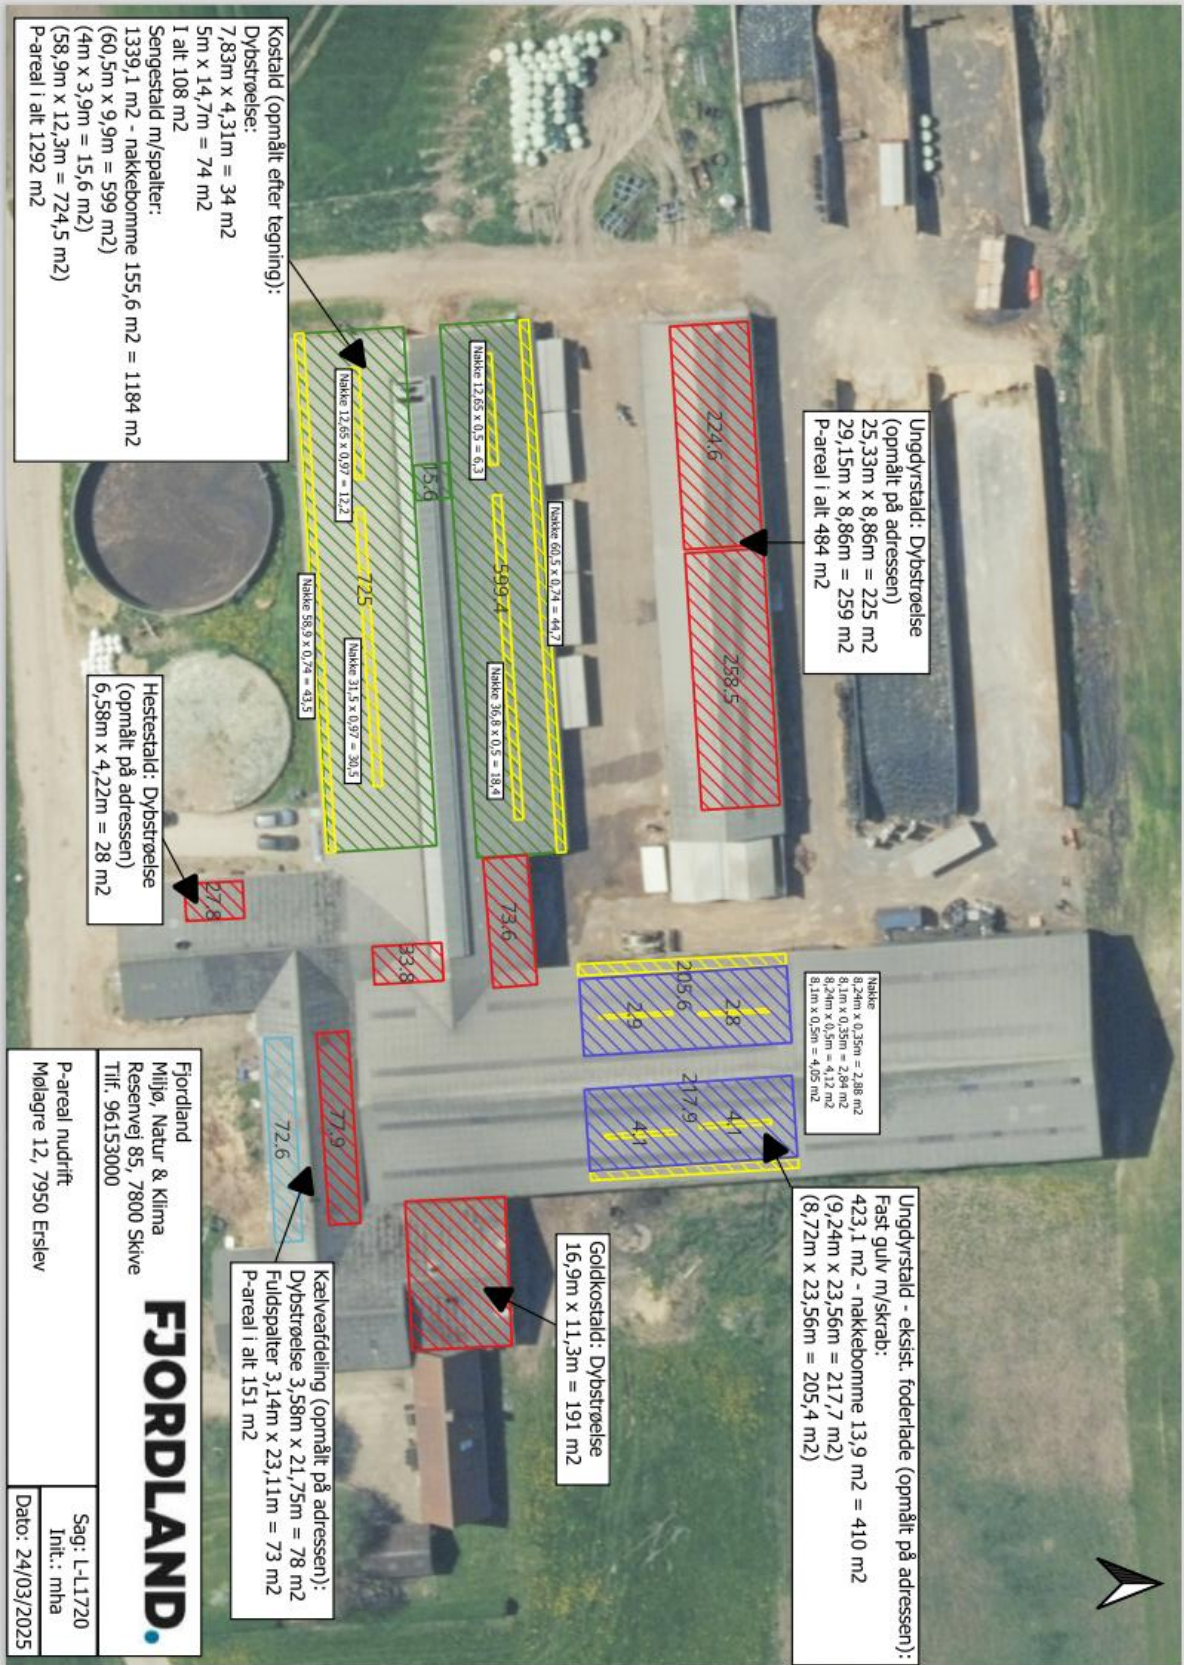 Ungdyrstald - eksist. foderlade (opmålt på adressen):
Fast gulv m/skrab:
423,1 m2 - nakkebomme 13,9 m2 = 410 m2
(9,24m x 23,56m = 217,7 m2)
(8,72m x 23,56m = 205,4 m2)
Ungdyrstald: Dybstrøelse
(opmålt på adressen)
25,33m x 8,86m = 225 m2
29,15m x 8,86m = 259 m2
P-areal i alt 484 m2
Nakke
8,24m x 0,35m = 2,88 m2
8,1m x 0,35m = 2,84 m2
8,24m x 0,5m = 4,12 m2
8,1m x 0,5m = 4,05 m2
224.6
258.5
205.6
2.8
2.9
217.9
4.1
4.1
Goldkostald: Dybstrøelse
16,9m x 11,3m = 191 m2
Nakke 60,5 x 0,74 = 44,7
Nakke 12,65 x 0,5 = 6,3
599.4
Nakke 36,8 x 0,5 = 18,4
73.6
15.6
33.8
Nakke 12,65 x 0,97 = 12,2
725
Nakke 31,5 x 0,97 = 30,5
Nakke 58,9 x 0,74 = 43,5
77.9
72.6
27.8
Kælveafdeling (opmålt på adressen):
Dybstrøelse 3,58m x 21,75m = 78 m2
Fuldspalter 3,14m x 23,11m = 73 m2
P-areal i alt 151 m2
Kostald (opmålt efter tegning):
Dybstrøelse:
7,83m x 4,31m = 34 m2
5m x 14,7m = 74 m2
I alt 108 m2
Sengestald m/spalter:
1339,1 m2 - nakkebomme 155,6 m2 = 1184 m2
(60,5m x 9,9m = 599 m2)
(4m x 3,9m = 15,6 m2)
(58,9m x 12,3m = 724,5 m2)
P-areal i alt 1292 m2
Hestestald: Dybstrøelse
(opmålt på adressen)
6,58m x 4,22m = 28 m2
Fjordland
Miljø, Natur & Klima
Resenvej 85, 7800 Skive
Tlf. 96153000
FJORDLAND.
P-areal nudrift
Mølagre 12, 7950 Erslev
Sag: L-L1720
Init.: mha
Dato: 24/03/2025